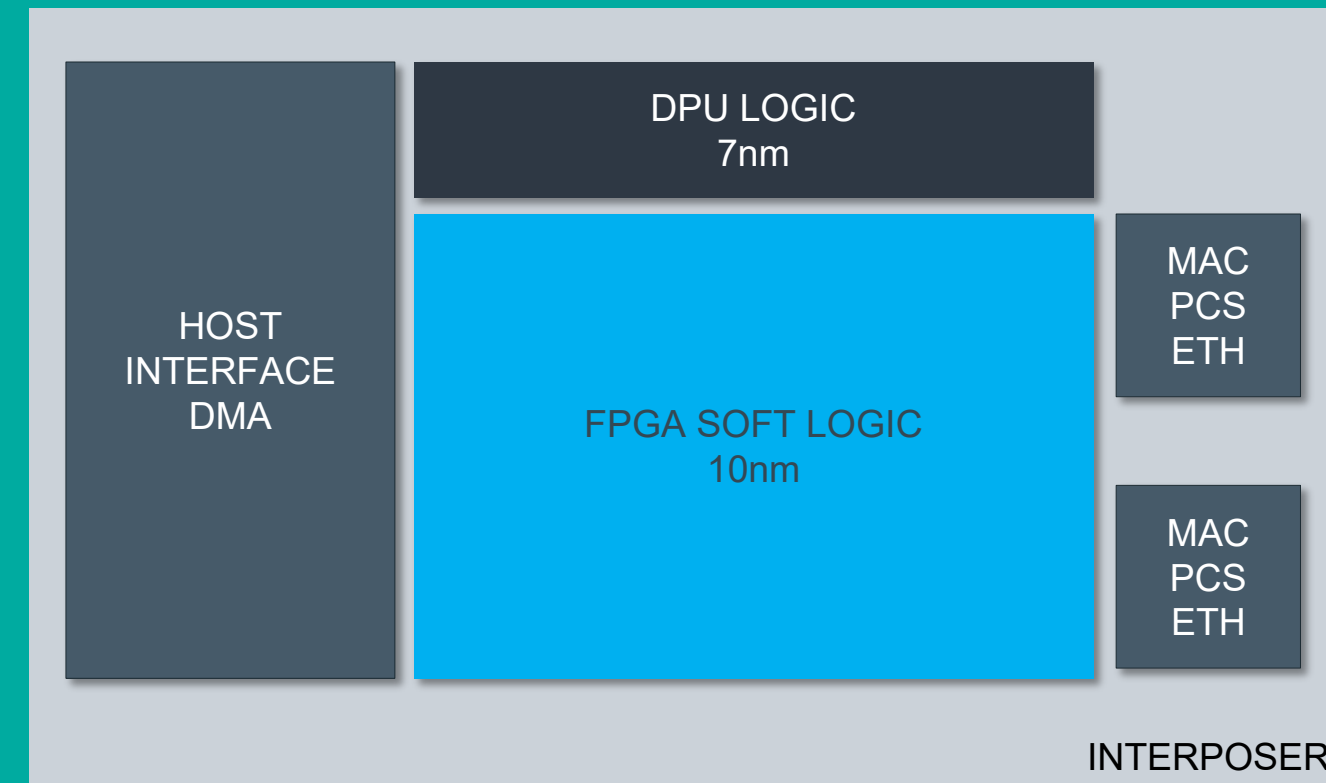 DPU LOGIC
7nm
HOST
INTERFACE
DMA
FPGA SOFT LOGIC
10nm
MAC
PCS
ETH
MAC
PCS
ETH
INTERPOSER